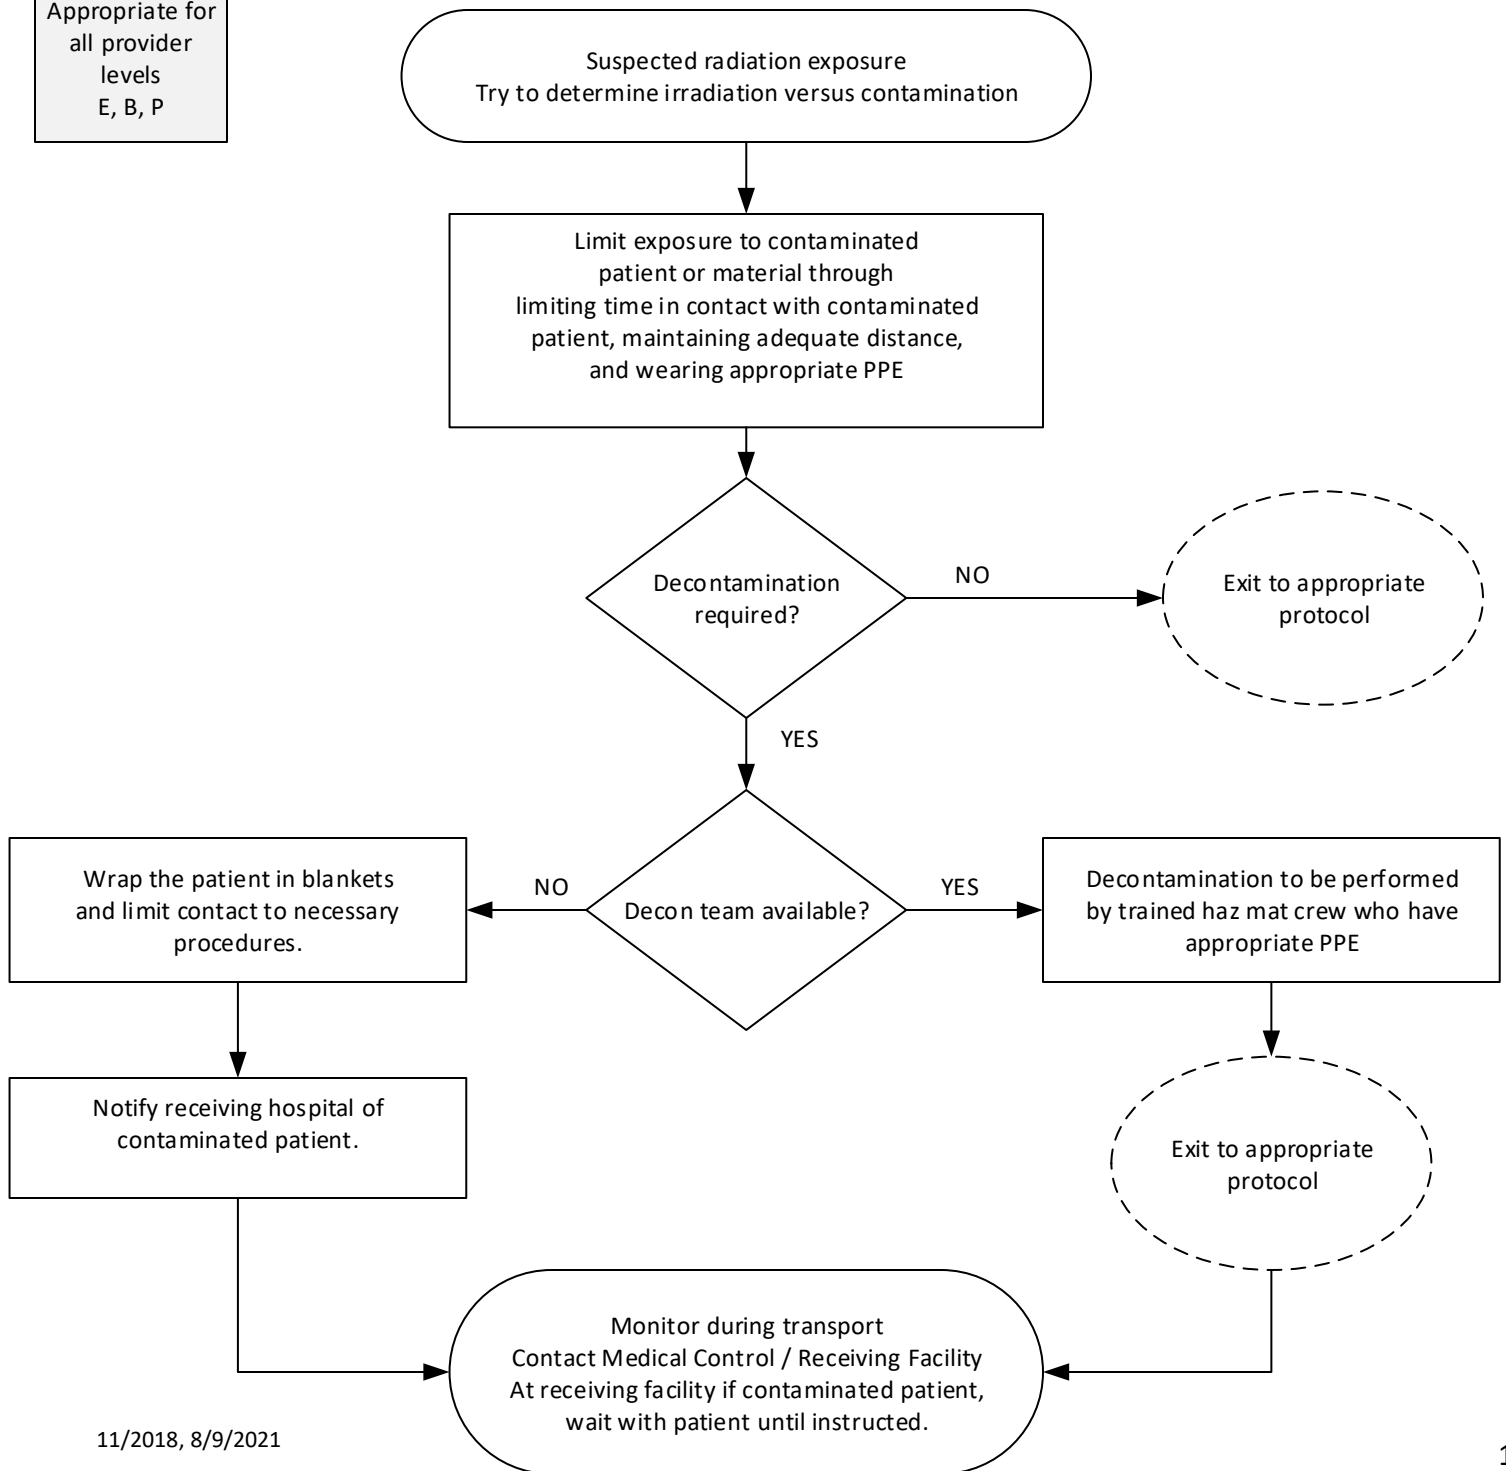 Appropriate for
all provider
levels
E, B, P
Suspected radiation exposure
Try to determine irradiation versus contamination
Limit exposure to contaminated
patient or material through
limiting time in contact with contaminated
patient, maintaining adequate distance,
and wearing appropriate PPE
Decontamination
required?
NO
Exit to appropriate
protocol
YES
Wrap the patient in blankets
and limit contact to necessary
procedures.
NO
Decon team available?
YES
Decontamination to be performed
by trained haz mat crew who have
appropriate PPE
Notify receiving hospital of
contaminated patient.
Exit to appropriate
protocol
Monitor during transport
Contact Medical Control / Receiving Facility
At receiving facility if contaminated patient,
wait with patient until instructed.
11/2018, 8/9/2021